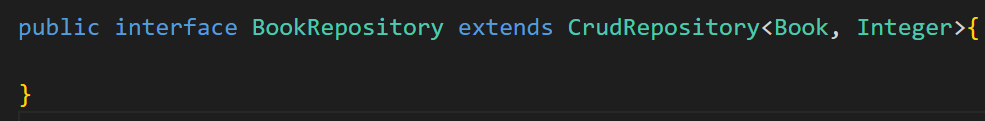 public interface BookRepository extends CrudRepository<Book, Integer>{
}